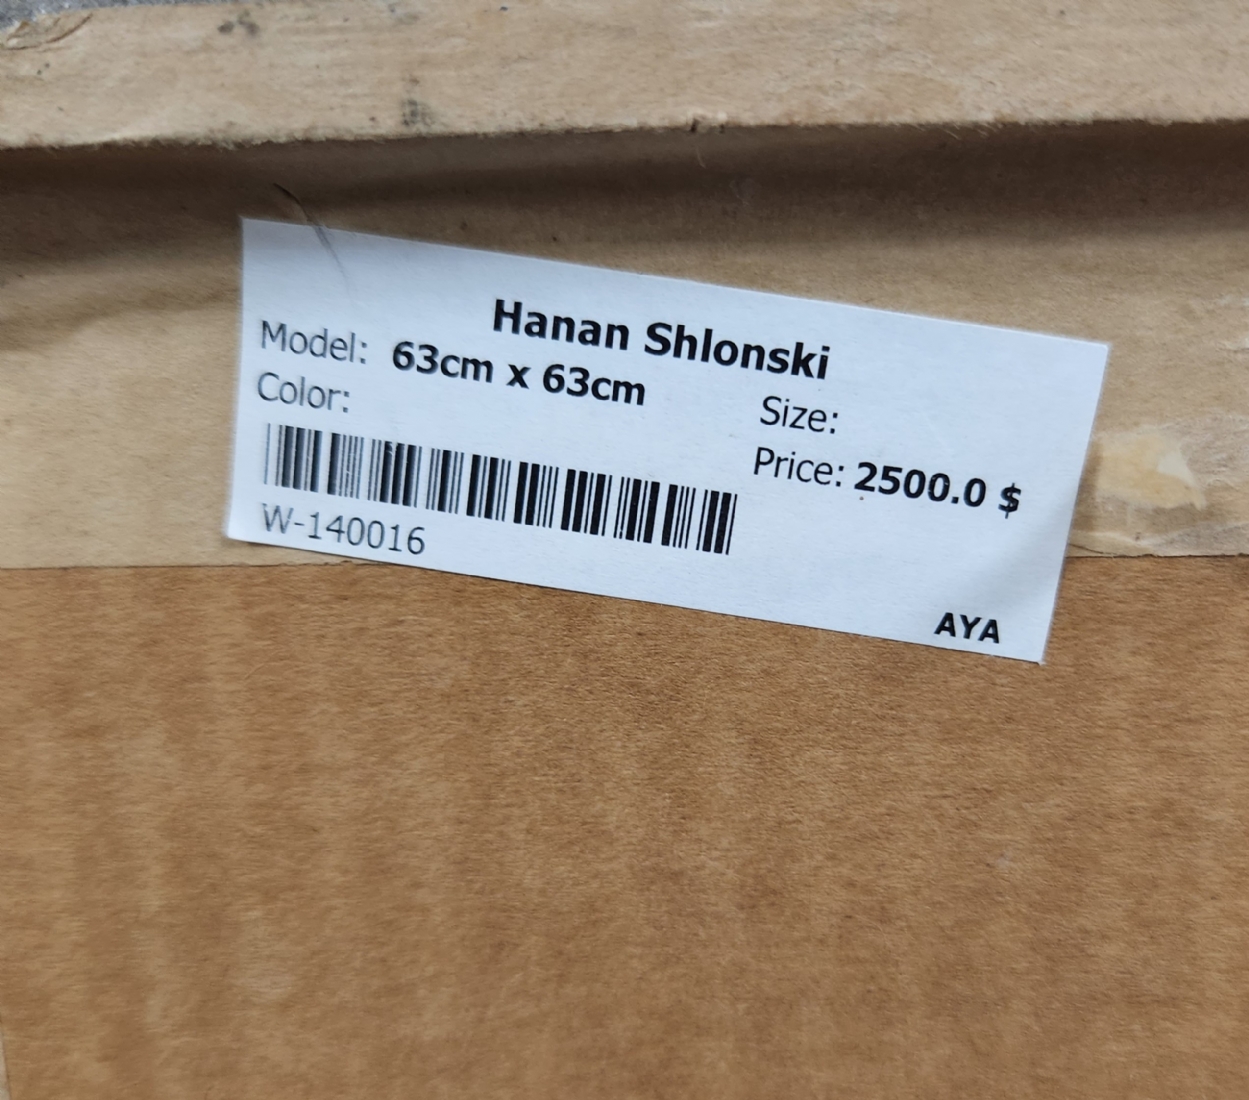 Hanan Shlonski
Model: 63cm x 63cm
Color:
Size:
Price: 2500.0 $
W-140016
AYA